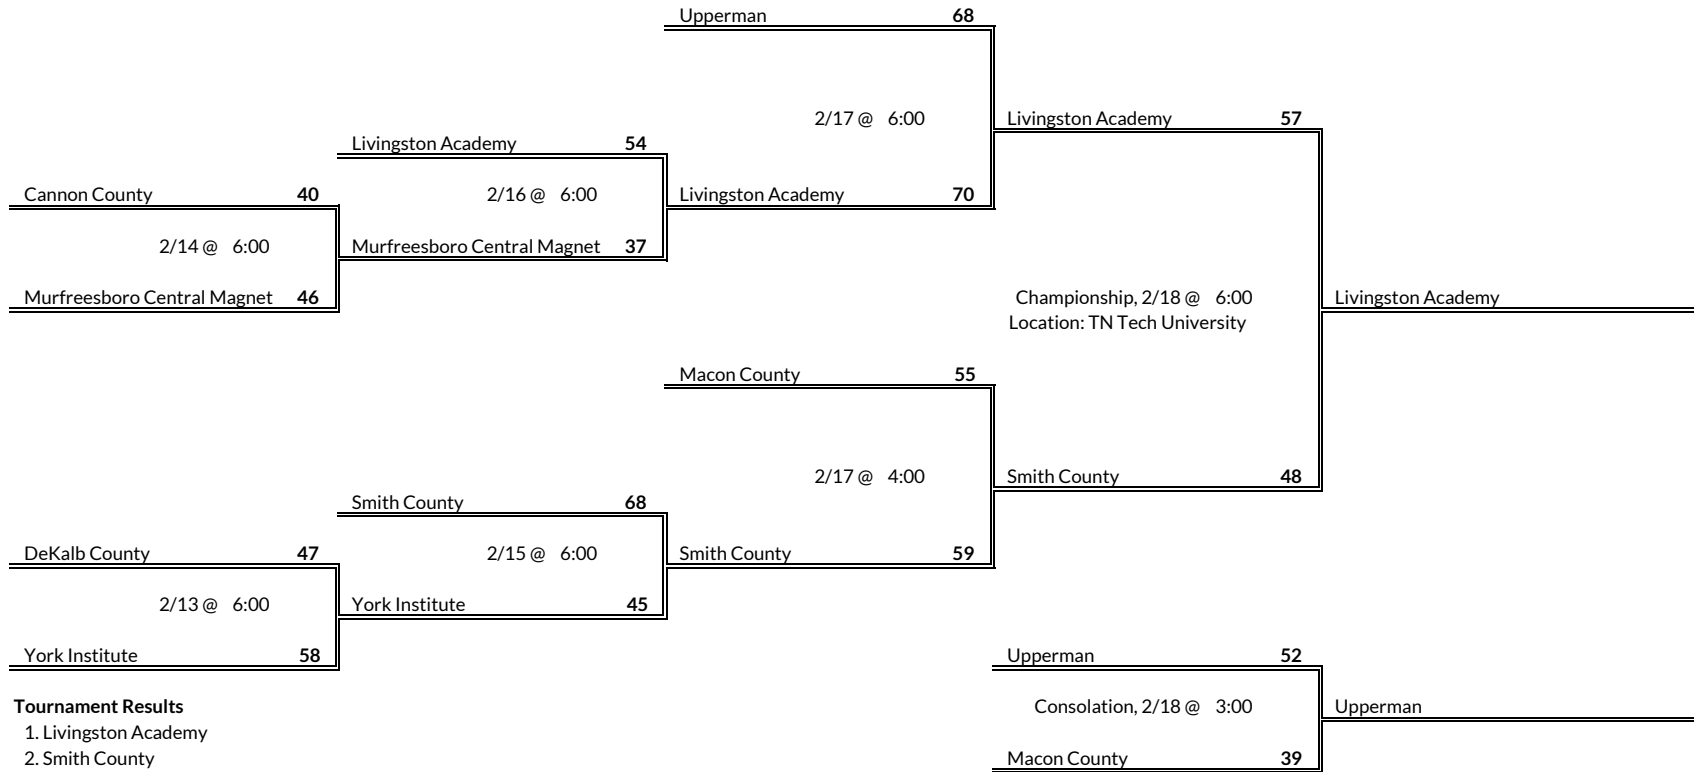 Upperman 68
2/17 @ 6:00
Livingston Academy 57
Livingston Academy 54
Cannon County 40
2/16 @ 6:00
Livingston Academy 70
2/14 @ 6:00
Murfreesboro Central Magnet 37
Murfreesboro Central Magnet 46
Championship, 2/18 @ 6:00
Livingston Academy
Location: TN Tech University
Macon County 55
2/17 @ 4:00
Smith County 48
Smith County 68
DeKalb County 47
2/15 @ 6:00
Smith County 59
2/13 @ 6:00
York Institute 45
York Institute 58
Upperman 52
Tournament Results
Consolation, 2/18 @ 3:00
Upperman
1. Livingston Academy
2. Smith County
Macon County 39